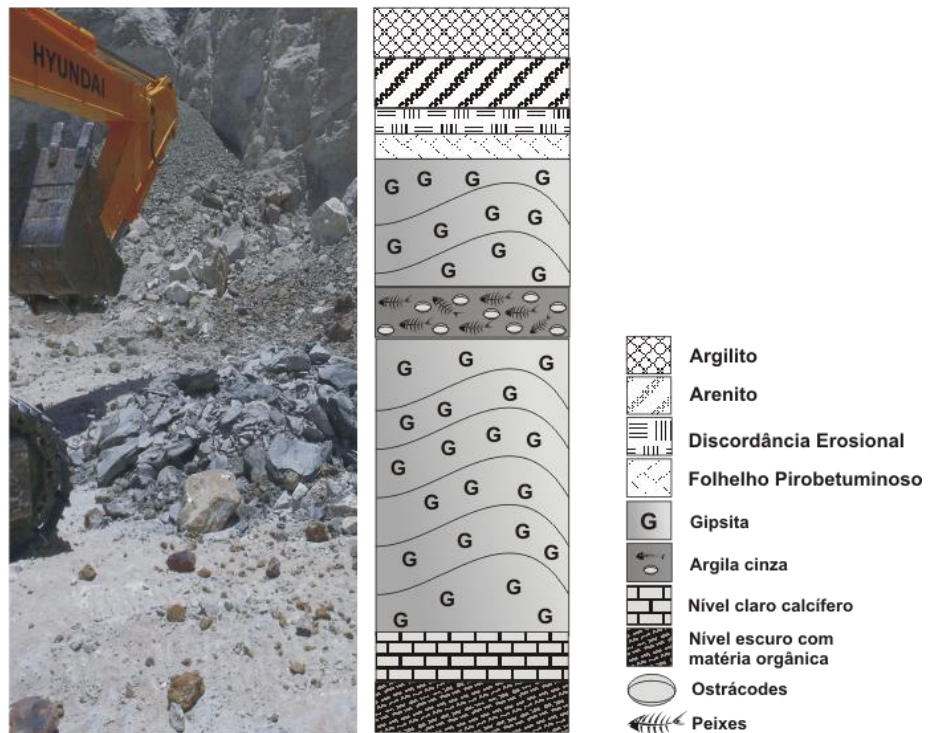 HYUNDAI
G G G G
G G
G G G
G G
G G G
G
G
G G G
G
G G G
G G
G G G
G
G G
G G
Argilito
Arenito
Discordância Erosional
Folhelho Pirobetuminoso
G Gipsita
Argila cinza
Nível claro calcífero
Nível escuro com
matéria orgânica
Ostrácodes
Peixes